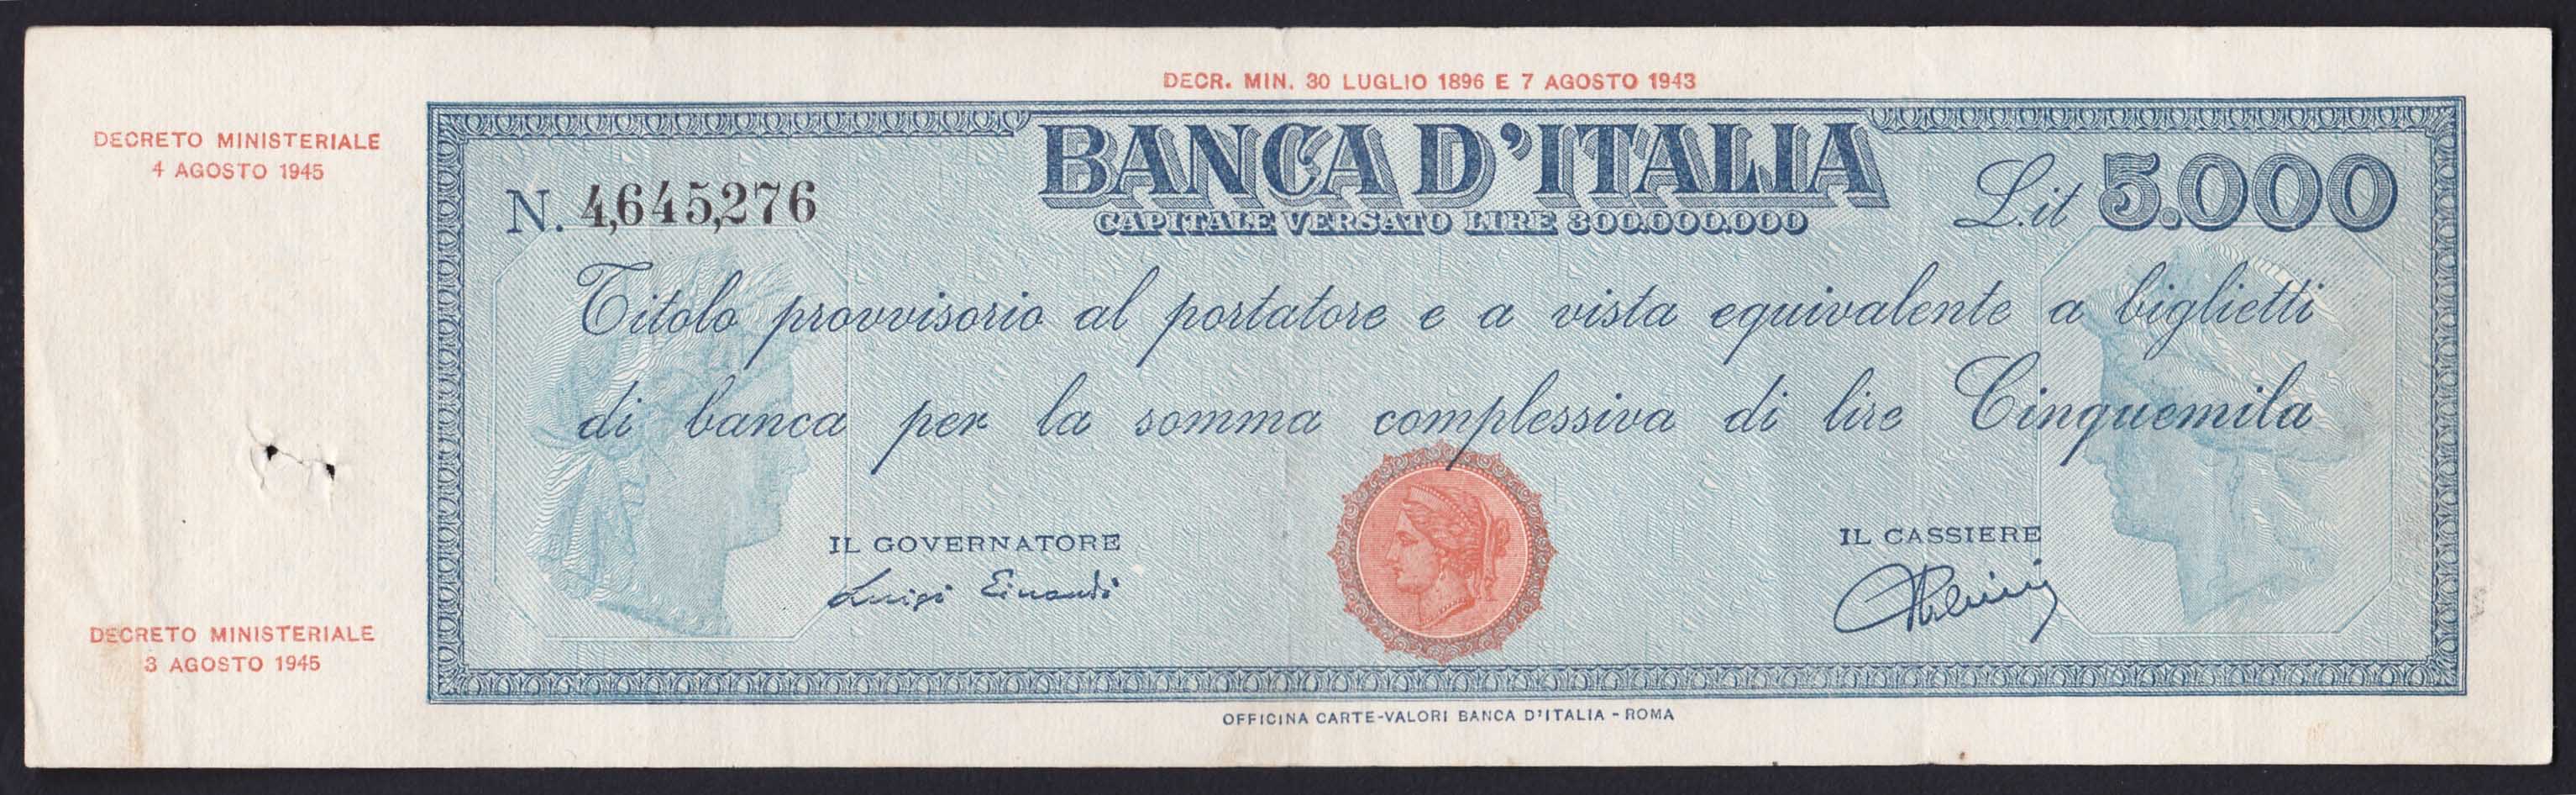 DECR. MIN. 30 LUGLIO 1896 E 7 AGOSTO 1943
DECRETO MINISTERIALE
4 AGOSTO 1945
BANCA D'ITALIA
CAPITALE VERSATO LIRE 300.000.000
N. 4,645,276
L.it 5.000
Titolo provvisorio al portatore e a vista equivalente a biglietti
di banca per la somma complessiva di lire Cinquemila
IL GOVERNATORE
Luigi Einaudi
IL CASSIERE
DECRETO MINISTERIALE
3 AGOSTO 1945
OFFICINA CARTE-VALORI BANCA D'ITALIA - ROMA